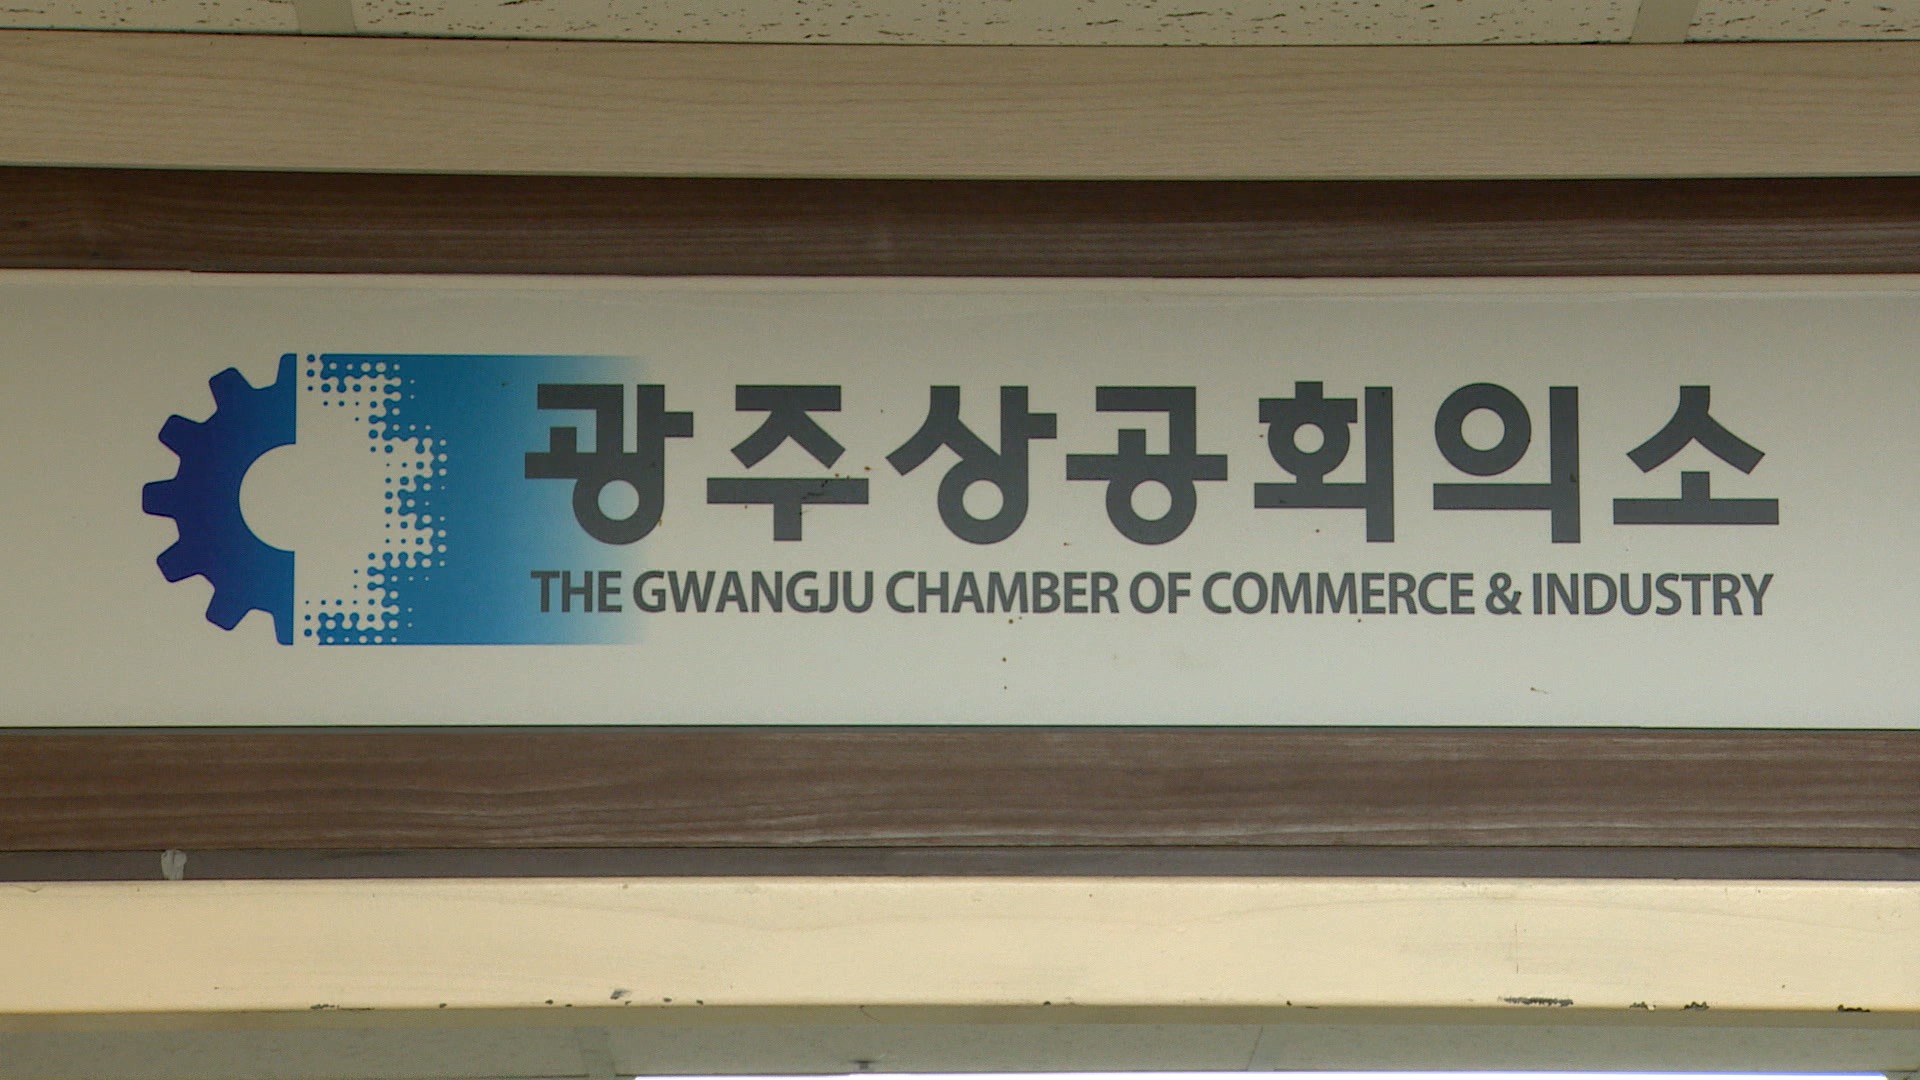 광주상공회의소
THE GWANGJU CHAMBER OF COMMERCE & INDUSTRY